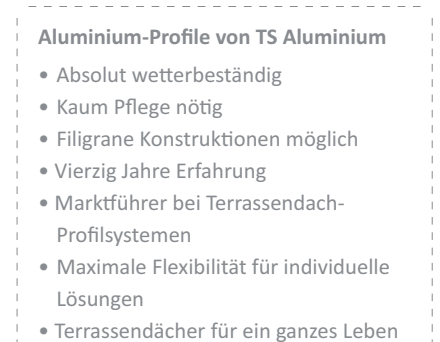 Aluminium-Profile von TS Aluminium
• Absolut wetterbeständig
• Kaum Pflege nötig
• Filigrane Konstruktionen möglich
• Vierzig Jahre Erfahrung
• Marktführer bei Terrassendach-
Profilsystemen
• Maximale Flexibilität für individuelle
Lösungen
• Terrassendächer für ein ganzes Leben